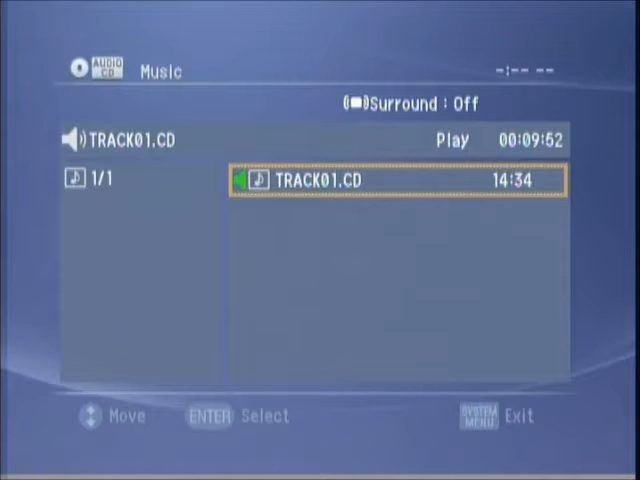 AUDIO CD Music -:-- --
Surround : Off
TRACK01.CD Play 00:09:52
1/1
TRACK01.CD 14:34
Move ENTER Select SYSTEM MENU Exit